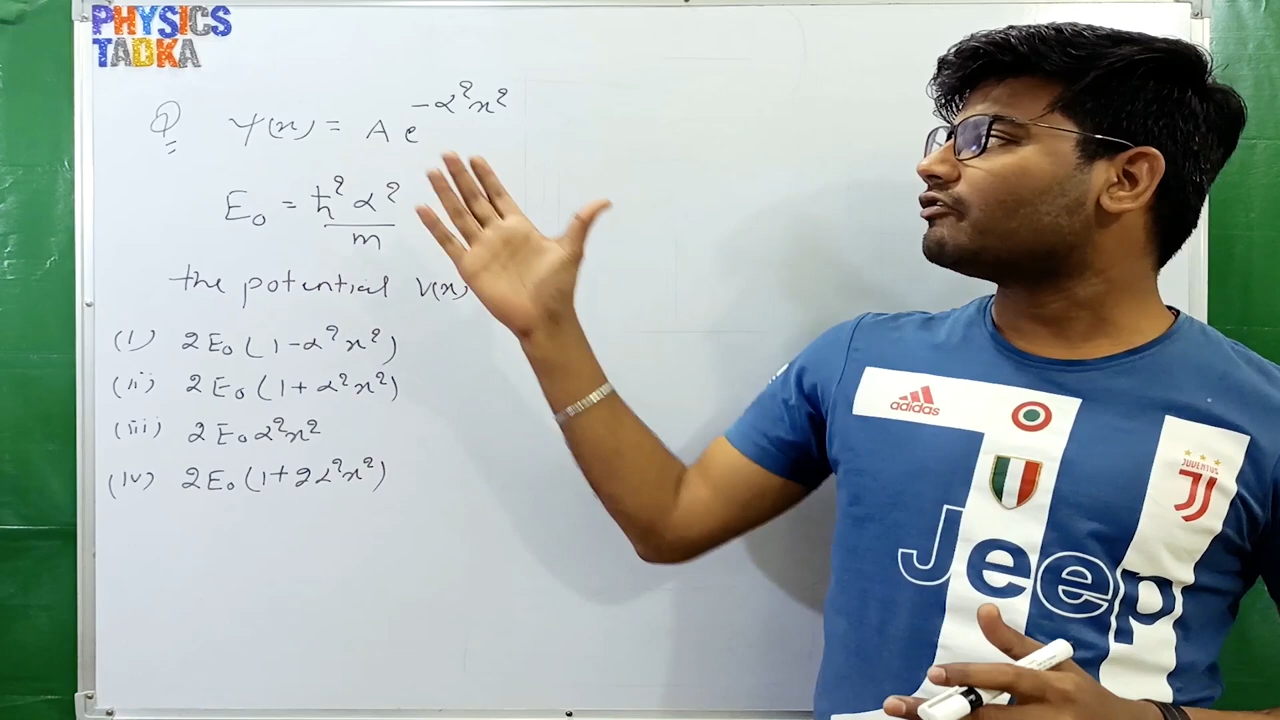 PHYSICS
TADKA
Q ψ(x) = A e^{-α²x²}
E₀ = ħ²α²/m
the potential V(x)
(i) 2E₀(1-α²x²)
(ii) 2E₀(1+α²x²)
(iii) 2E₀α²x²
(iv) 2E₀(1+2α²x²)
adidas
JUVENTUS
Jeep